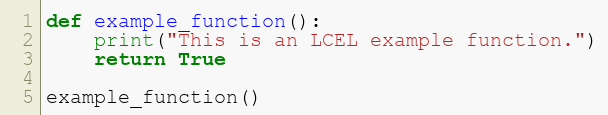 1 def example_function():
2     print("This is an LCEL example function.")
3     return True
4
5 example_function()